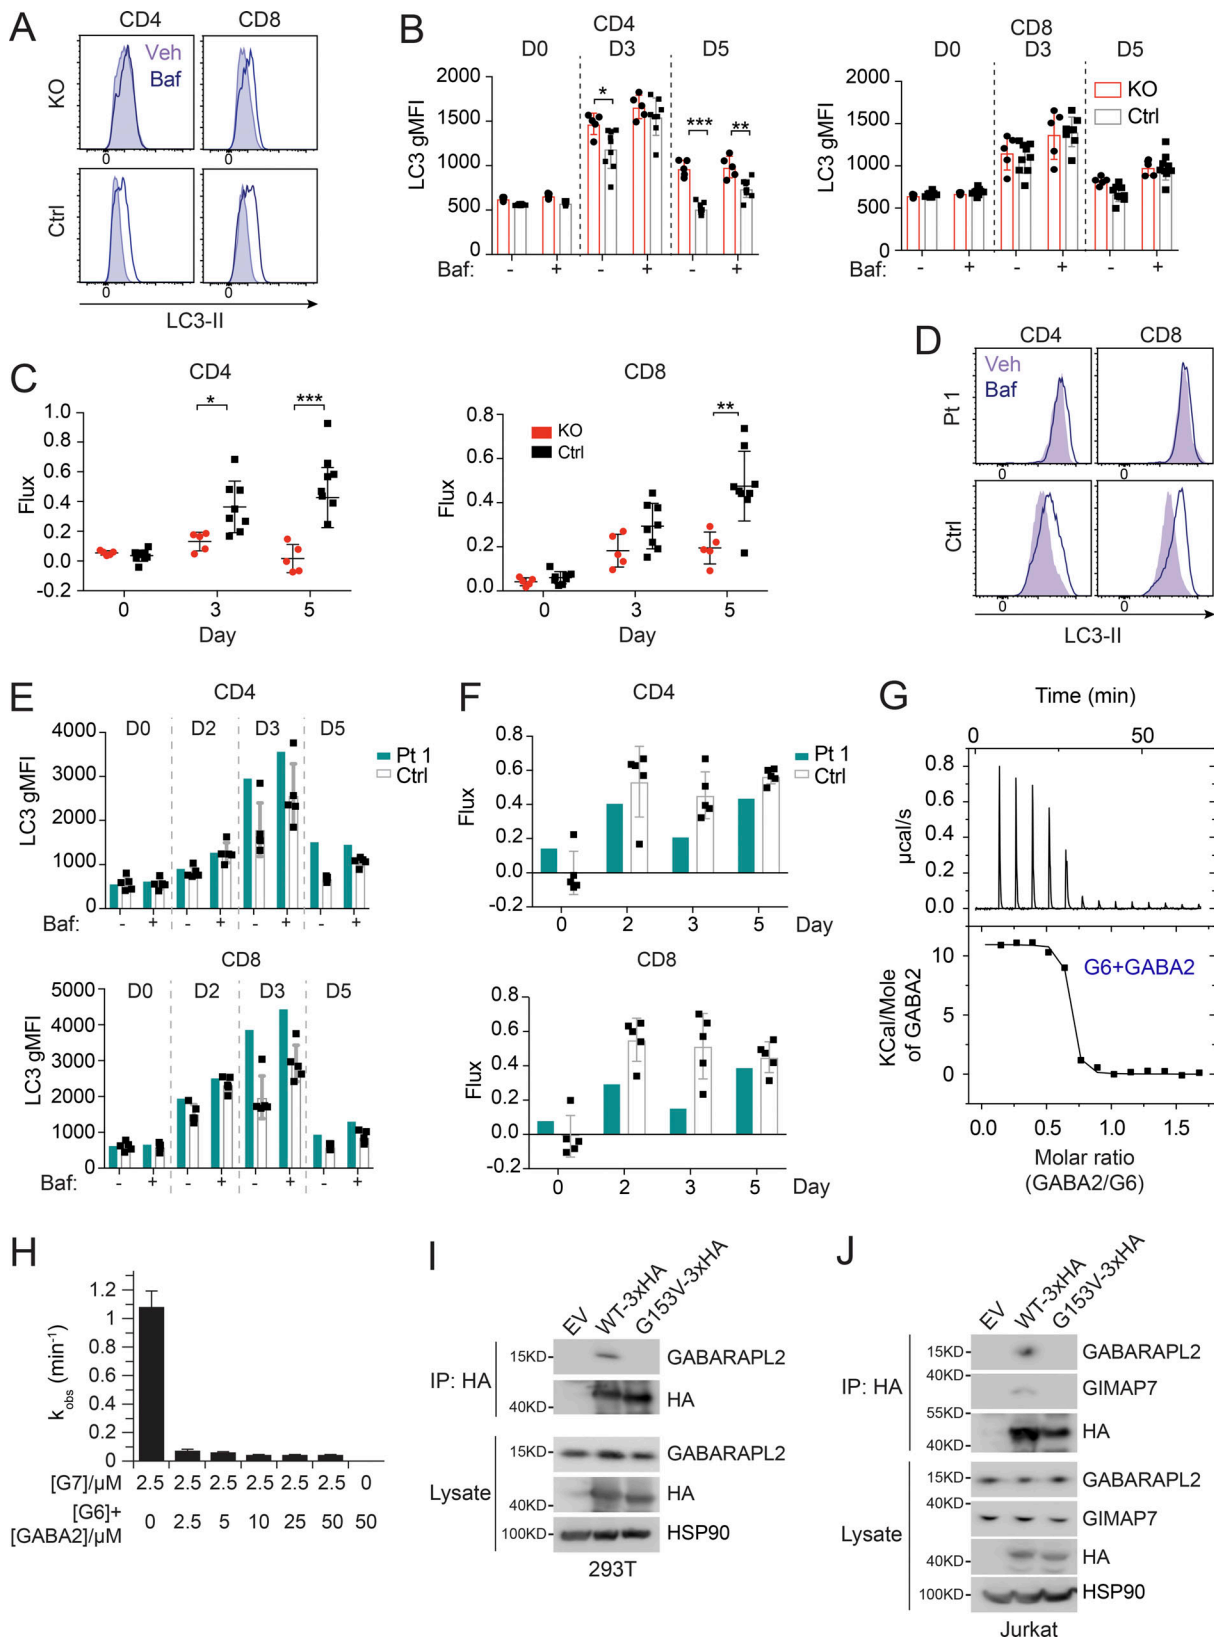 A
CD4
CD8
KO
Veh
Baf
0
0
Ctrl
0
0
LC3-II
B
CD4
D0
D3
D5
LC3 gMFI
2000
1500
1000
500
0
*
***
**
Baf:
-
+
-
+
-
+
CD8
D0
D3
D5
LC3 gMFI
2000
1500
1000
500
0
KO
Ctrl
Baf:
-
+
-
+
-
+
C
CD4
Flux
1.0
0.8
0.6
0.4
0.2
0.0
-0.2
*
***
0
3
5
Day
CD8
Flux
0.8
0.6
0.4
0.2
0.0
KO
Ctrl
**
0
3
5
Day
D
CD4
CD8
Pt 1
Veh
Baf
0
0
Ctrl
0
0
LC3-II
E
CD4
D0
D2
D3
D5
LC3 gMFI
4000
3000
2000
1000
0
Pt 1
Ctrl
Baf:
-
+
-
+
-
+
-
+
CD8
D0
D2
D3
D5
LC3 gMFI
5000
4000
3000
2000
1000
0
Baf:
-
+
-
+
-
+
-
+
F
CD4
Flux
0.8
0.6
0.4
0.2
0.0
-0.2
Pt 1
Ctrl
0
2
3
5
Day
CD8
Flux
0.8
0.6
0.4
0.2
0.0
-0.2
0
2
3
5
Day
G
Time (min)
0
50
µcal/s
0.8
0.6
0.4
0.2
0.0
KCal/Mole
of GABA2
10
5
0
G6+GABA2
0.0
0.5
1.0
1.5
Molar ratio
(GABA2/G6)
H
kobs (min⁻¹)
1.2
1
0.8
0.6
0.4
0.2
0
[G7]/µM
2.5
2.5
2.5
2.5
2.5
2.5
0
[G6]+
[GABA2]/µM
0
2.5
5
10
25
50
50
I
EV
WT-3xHA
G153V-3xHA
IP: HA
15KD
GABARAPL2
40KD
HA
Lysate
15KD
GABARAPL2
40KD
HA
100KD
HSP90
293T
J
EV
WT-3xHA
G153V-3xHA
IP: HA
15KD
GABARAPL2
40KD
GIMAP7
55KD
HA
40KD
Lysate
15KD
GABARAPL2
40KD
GIMAP7
HA
40KD
100KD
HSP90
Jurkat